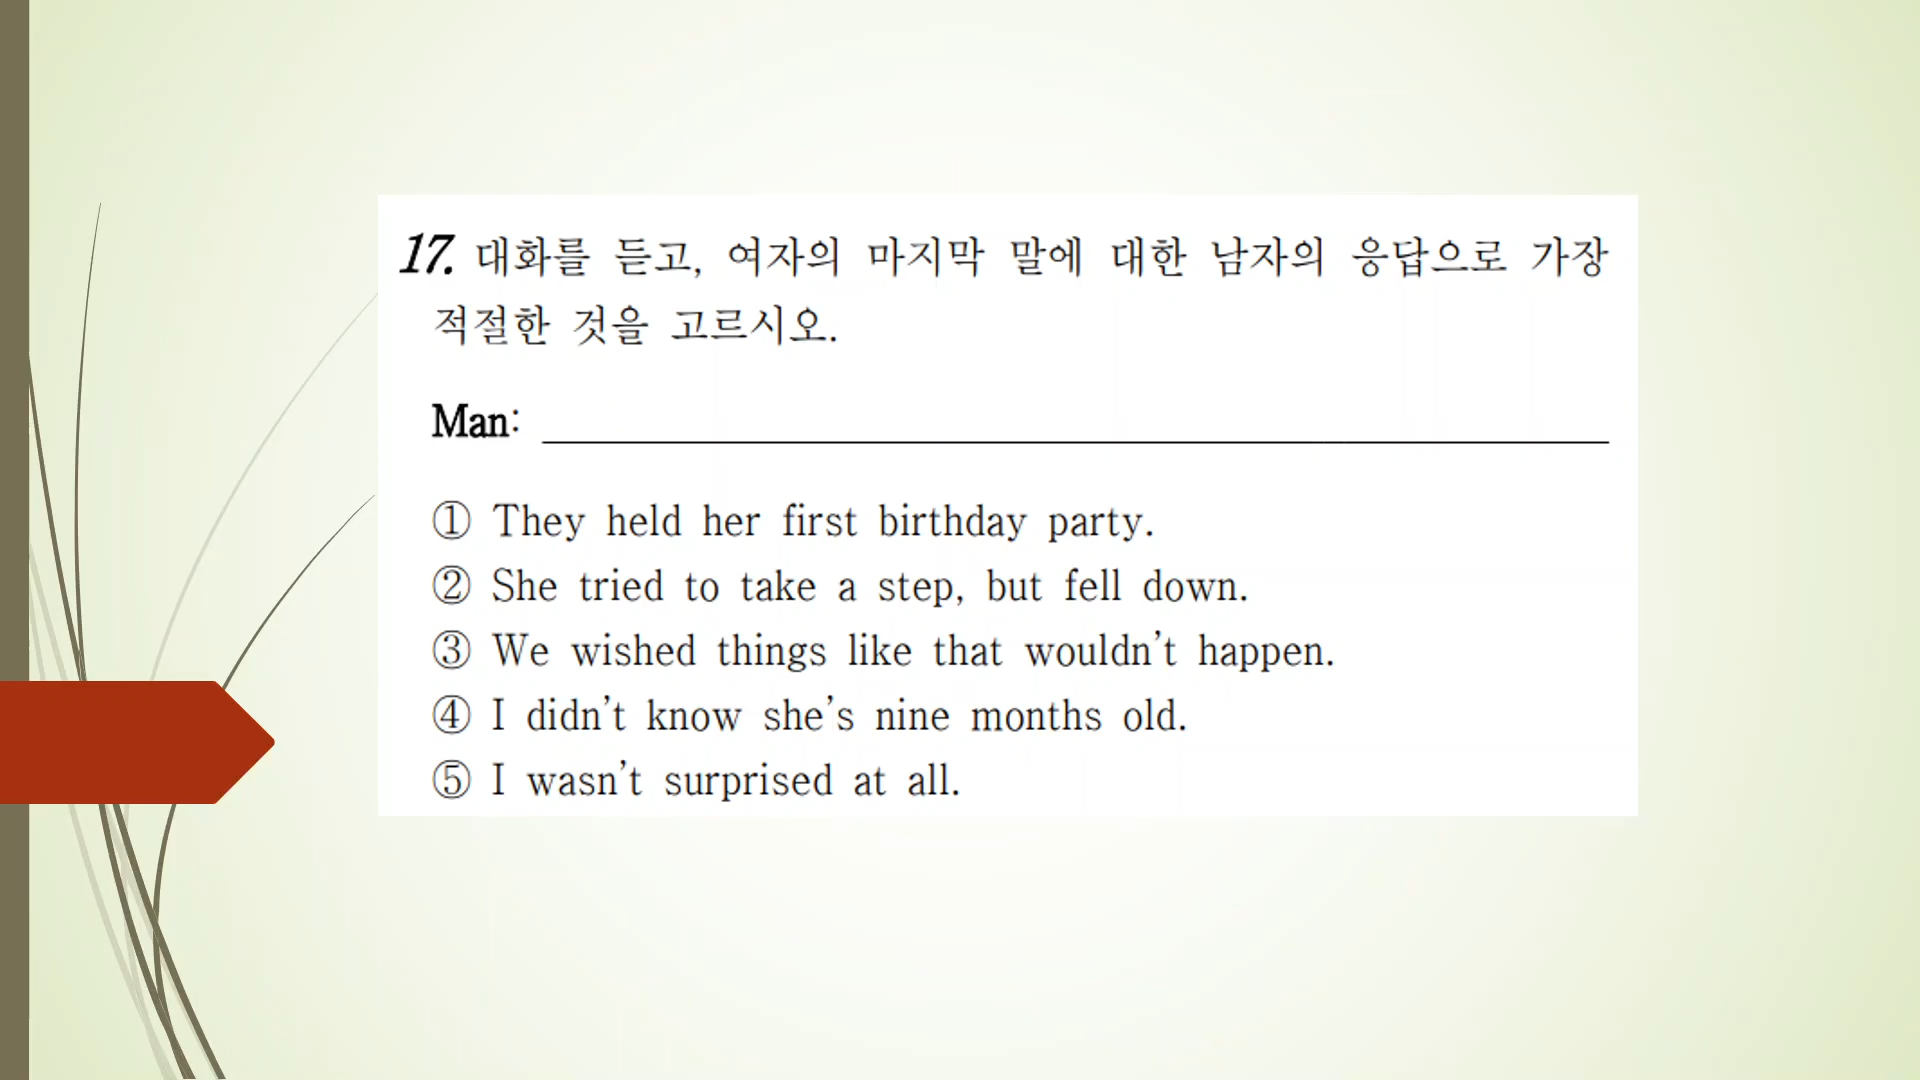 17. 대화를 듣고, 여자의 마지막 말에 대한 남자의 응답으로 가장
적절한 것을 고르시오.
Man: ______________________________
① They held her first birthday party.
② She tried to take a step, but fell down.
③ We wished things like that wouldn't happen.
④ I didn't know she's nine months old.
⑤ I wasn't surprised at all.